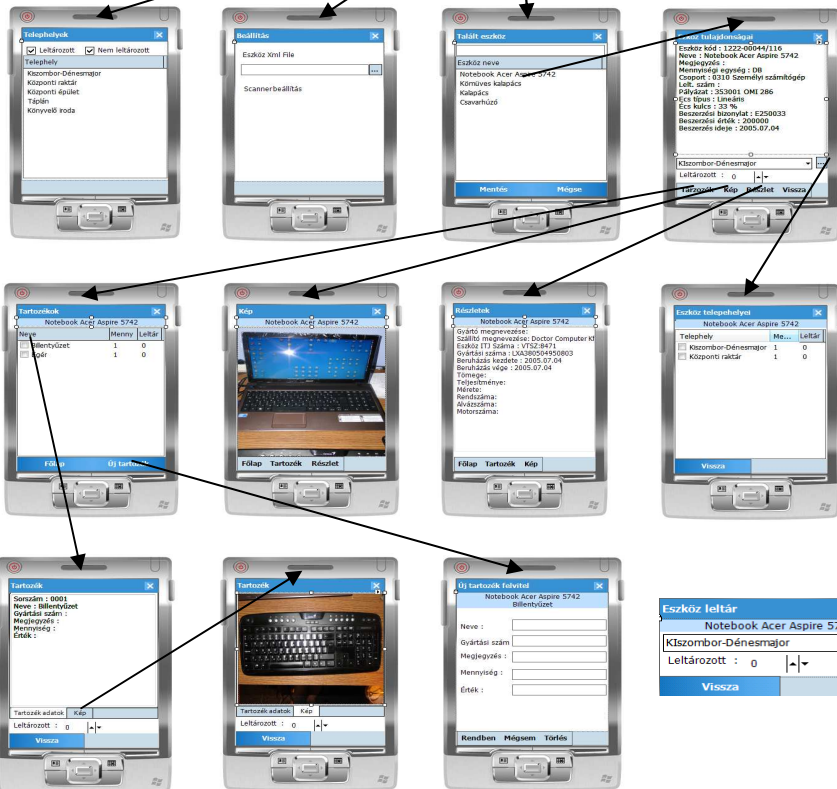 Telephelyek
Leltározott Nem leltározott
Telephely
Kiszombor-Dénesmajor
Központi raktár
Központi épület
Táplán
Könyvelő iroda
Beállítás
Eszköz Xml File
...
Scannerbeállítás
Talált eszköz
Eszköz neve
Notebook Acer Aspire 5742
Kömüves kalapács
Kalapács
Csavarhúzó
Mentés Mégse
Eszköz tulajdonságai
Eszköz kód : 1222-00044/116
Neve : Notebook Acer Aspire 5742
Megjegyzés :
Mennyiségi egység : DB
Csoport : 0310 Személyi számítógép
Lelt. szám :
Pályázat : 353001 OMI 286
Écs típus : Lineáris
Écs kulcs : 33 %
Beszerzési bizonylat : E250033
Beszerzési érték : 200000
Beszerzés ideje : 2005.07.04
KIszombor-Dénesmajor ...
Leltározott : 0
Tarzozék Kép Részlet Vissza
Tartozékok
Notebook Acer Aspire 5742
Neve Menny Leltár
Billentyűzet 1 0
Egér 1 0
Főlap Új tartozék
Kép
Notebook Acer Aspire 5742
Főlap Tartozék Részlet
Részletek
Notebook Acer Aspire 5742
Gyártó megnevezése:
Szállító megnevezése: Doctor Computer Kf
Eszköz ITJ Száma : VTSZ:8471
Gyártási száma : LXA380504950803
Beruházás kezdete : 2005.07.04
Beruházás vége : 2005.07.04
Tömege:
Teljesítménye:
Mérete:
Rendszáma:
Alvázszáma:
Motorszáma:
Főlap Tartozék Kép
Eszköz telepehelyei
Notebook Acer Aspire 5742
Telephely Me... Leltár
Kiszombor-Dénesmajor 1 0
Központi raktár 1 0
Vissza
Tartozék
Sorszám : 0001
Neve : Billentyűzet
Gyártási szám :
Megjegyzés :
Mennyiség :
Érték :
Tartozék adatok Kép
Leltározott : 0
Vissza
Tartozék
Tartozék adatok Kép
Leltározott : 0
Vissza
Új tartozék felvitel
Notebook Acer Aspire 5742
Billentyűzet
Neve :
Gyártási szám
Megjegyzés :
Mennyiség :
Érték :
Rendben Mégsem Törlés
Eszköz leltár
Notebook Acer Aspire 57
KIszombor-Dénesmajor
Leltározott : 0
Vissza